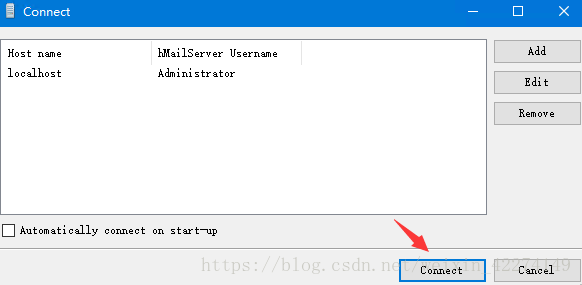 Connect
Host name hMailServer Username
localhost Administrator
Add
Edit
Remove
Automatically connect on start-up
https://blog.csdn.net/weixin_42274149
Connect Cancel